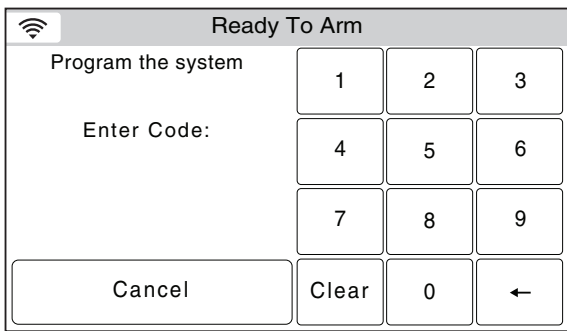 Ready To Arm
Program the system
Enter Code:
1 2 3
4 5 6
7 8 9
Cancel Clear 0 ←